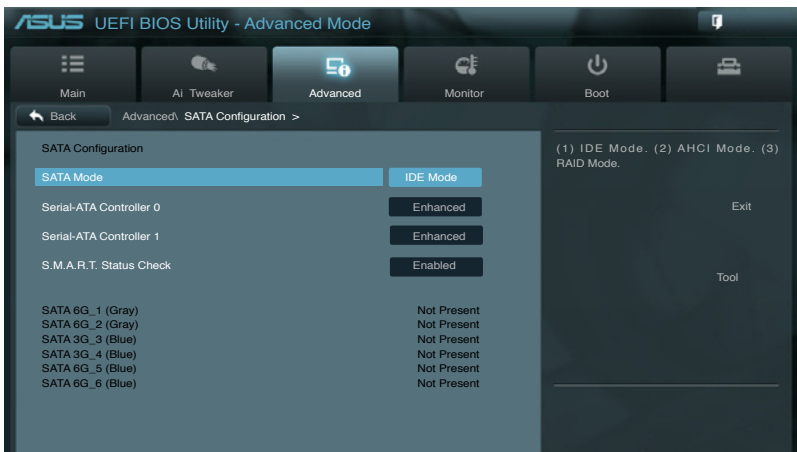 ASUS UEFI BIOS Utility - Advanced Mode
Main Ai Tweaker Advanced Monitor Boot
Back Advanced\ SATA Configuration >
SATA Configuration
SATA Mode IDE Mode
Serial-ATA Controller 0 Enhanced
Serial-ATA Controller 1 Enhanced
S.M.A.R.T. Status Check Enabled
SATA 6G_1 (Gray) Not Present
SATA 6G_2 (Gray) Not Present
SATA 3G_3 (Blue) Not Present
SATA 3G_4 (Blue) Not Present
SATA 6G_5 (Blue) Not Present
SATA 6G_6 (Blue) Not Present
(1) IDE Mode. (2) AHCI Mode. (3)
RAID Mode.
Exit
Tool